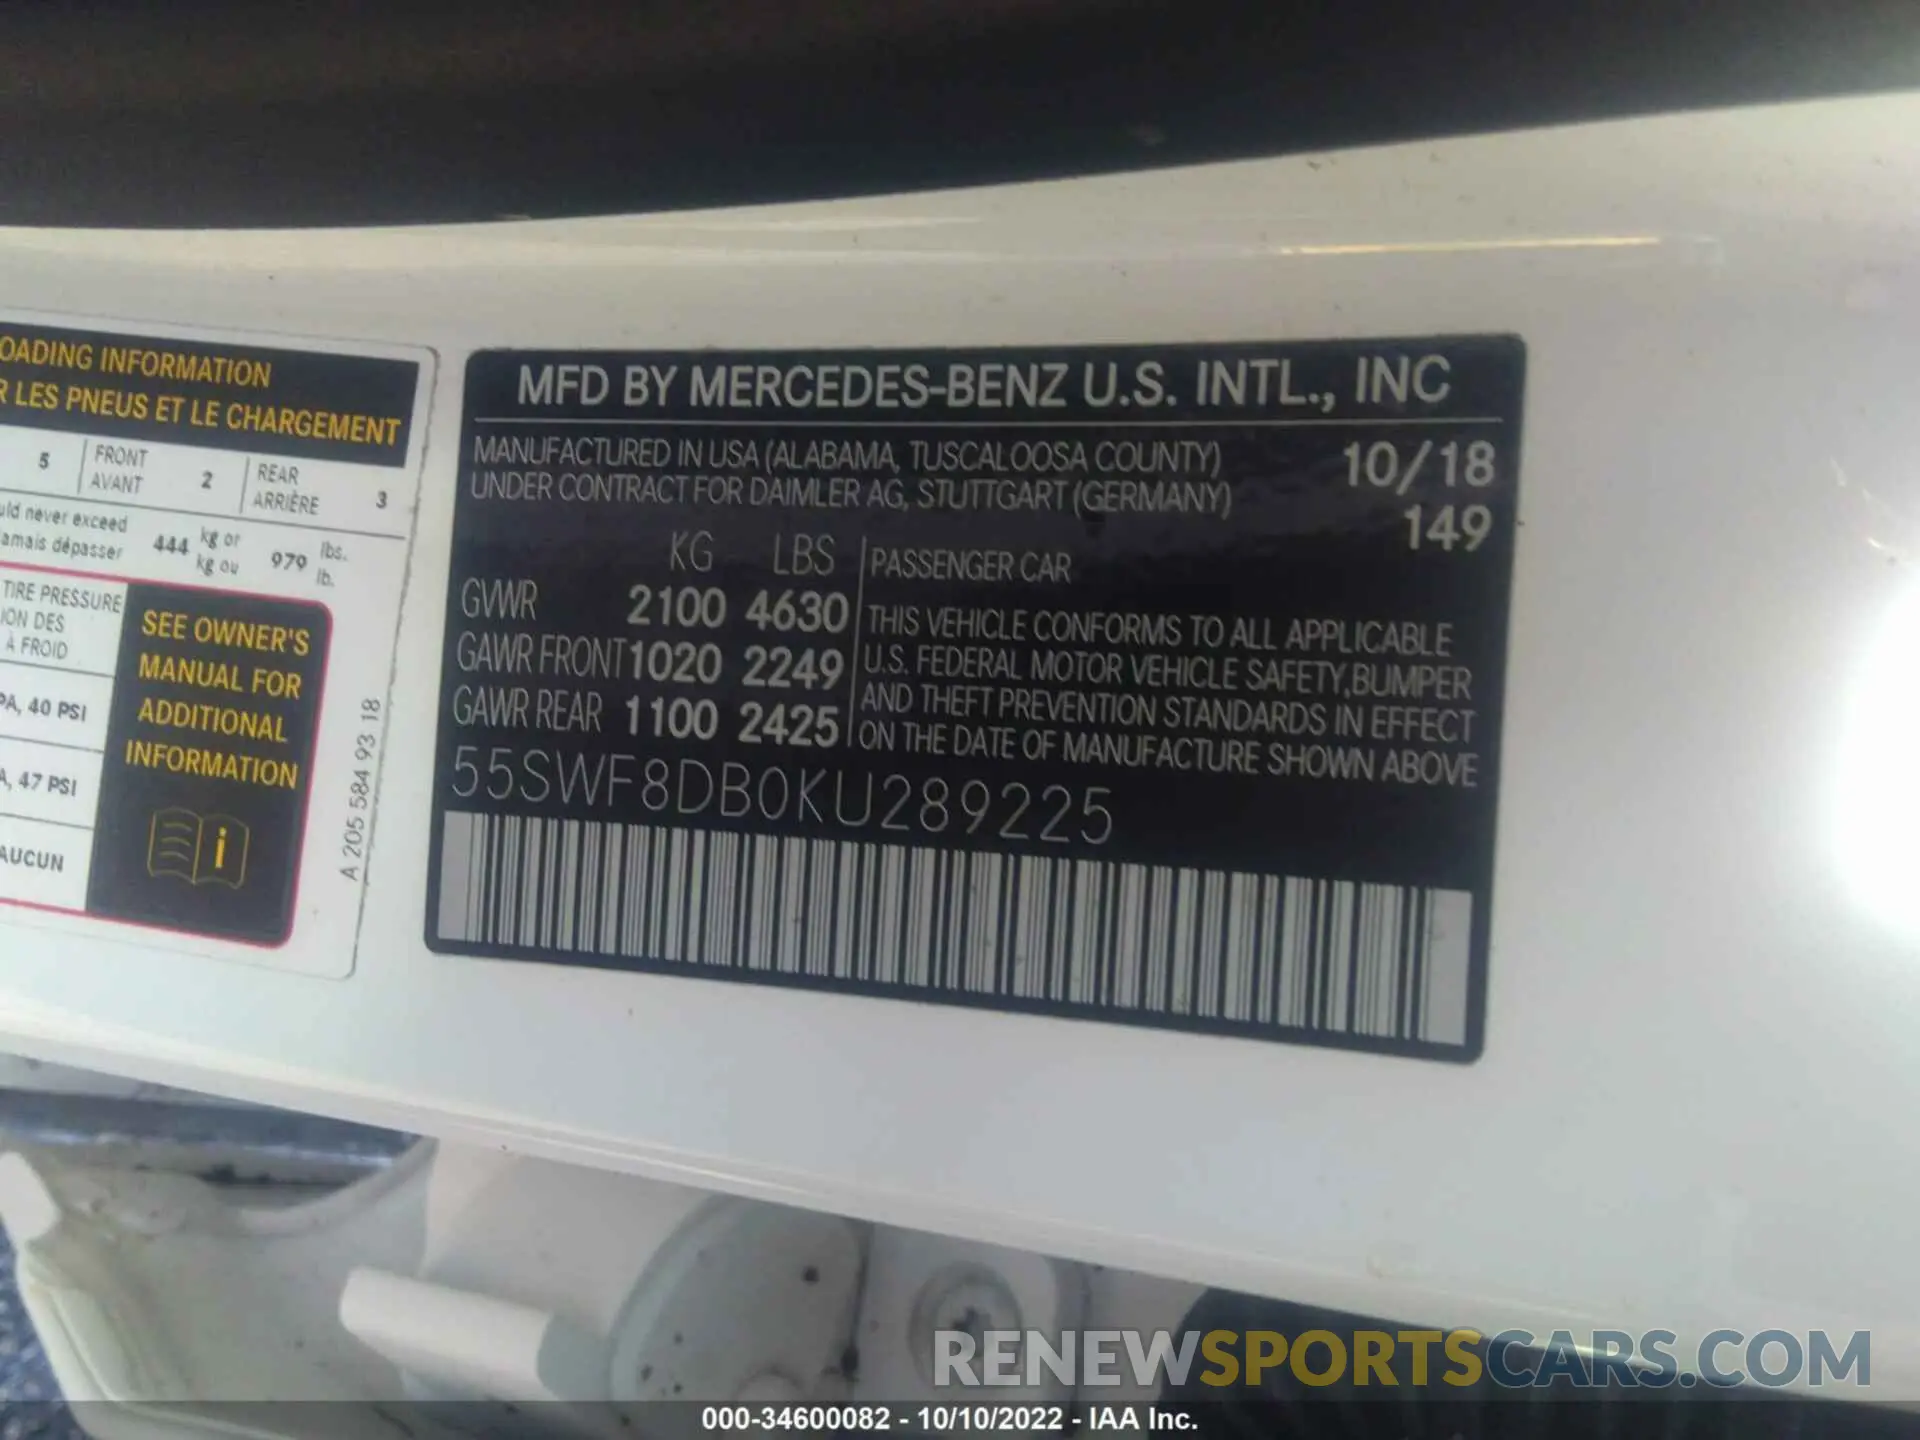 OADING INFORMATION
R LES PNEUS ET LE CHARGEMENT
5 FRONT AVANT 2 REAR ARRIÈRE 3
uld never exceed
amais dépasser 444 kg or kg ou 979 lbs. lb.
TIRE PRESSURE
ION DES
À FROID
PA, 40 PSI
A, 47 PSI
AUCUN
SEE OWNER'S
MANUAL FOR
ADDITIONAL
INFORMATION
i
A 205 584 93 18
MFD BY MERCEDES-BENZ U.S. INTL., INC
MANUFACTURED IN USA (ALABAMA, TUSCALOOSA COUNTY) 10/18
UNDER CONTRACT FOR DAIMLER AG, STUTTGART (GERMANY) 149
KG LBS
GVWR 2100 4630
GAWR FRONT 1020 2249
GAWR REAR 1100 2425
PASSENGER CAR
THIS VEHICLE CONFORMS TO ALL APPLICABLE
U.S. FEDERAL MOTOR VEHICLE SAFETY, BUMPER
AND THEFT PREVENTION STANDARDS IN EFFECT
ON THE DATE OF MANUFACTURE SHOWN ABOVE
55SWF8DB0KU289225
RENEWSPORTSCARS.COM
000-34600082 - 10/10/2022 - IAA Inc.